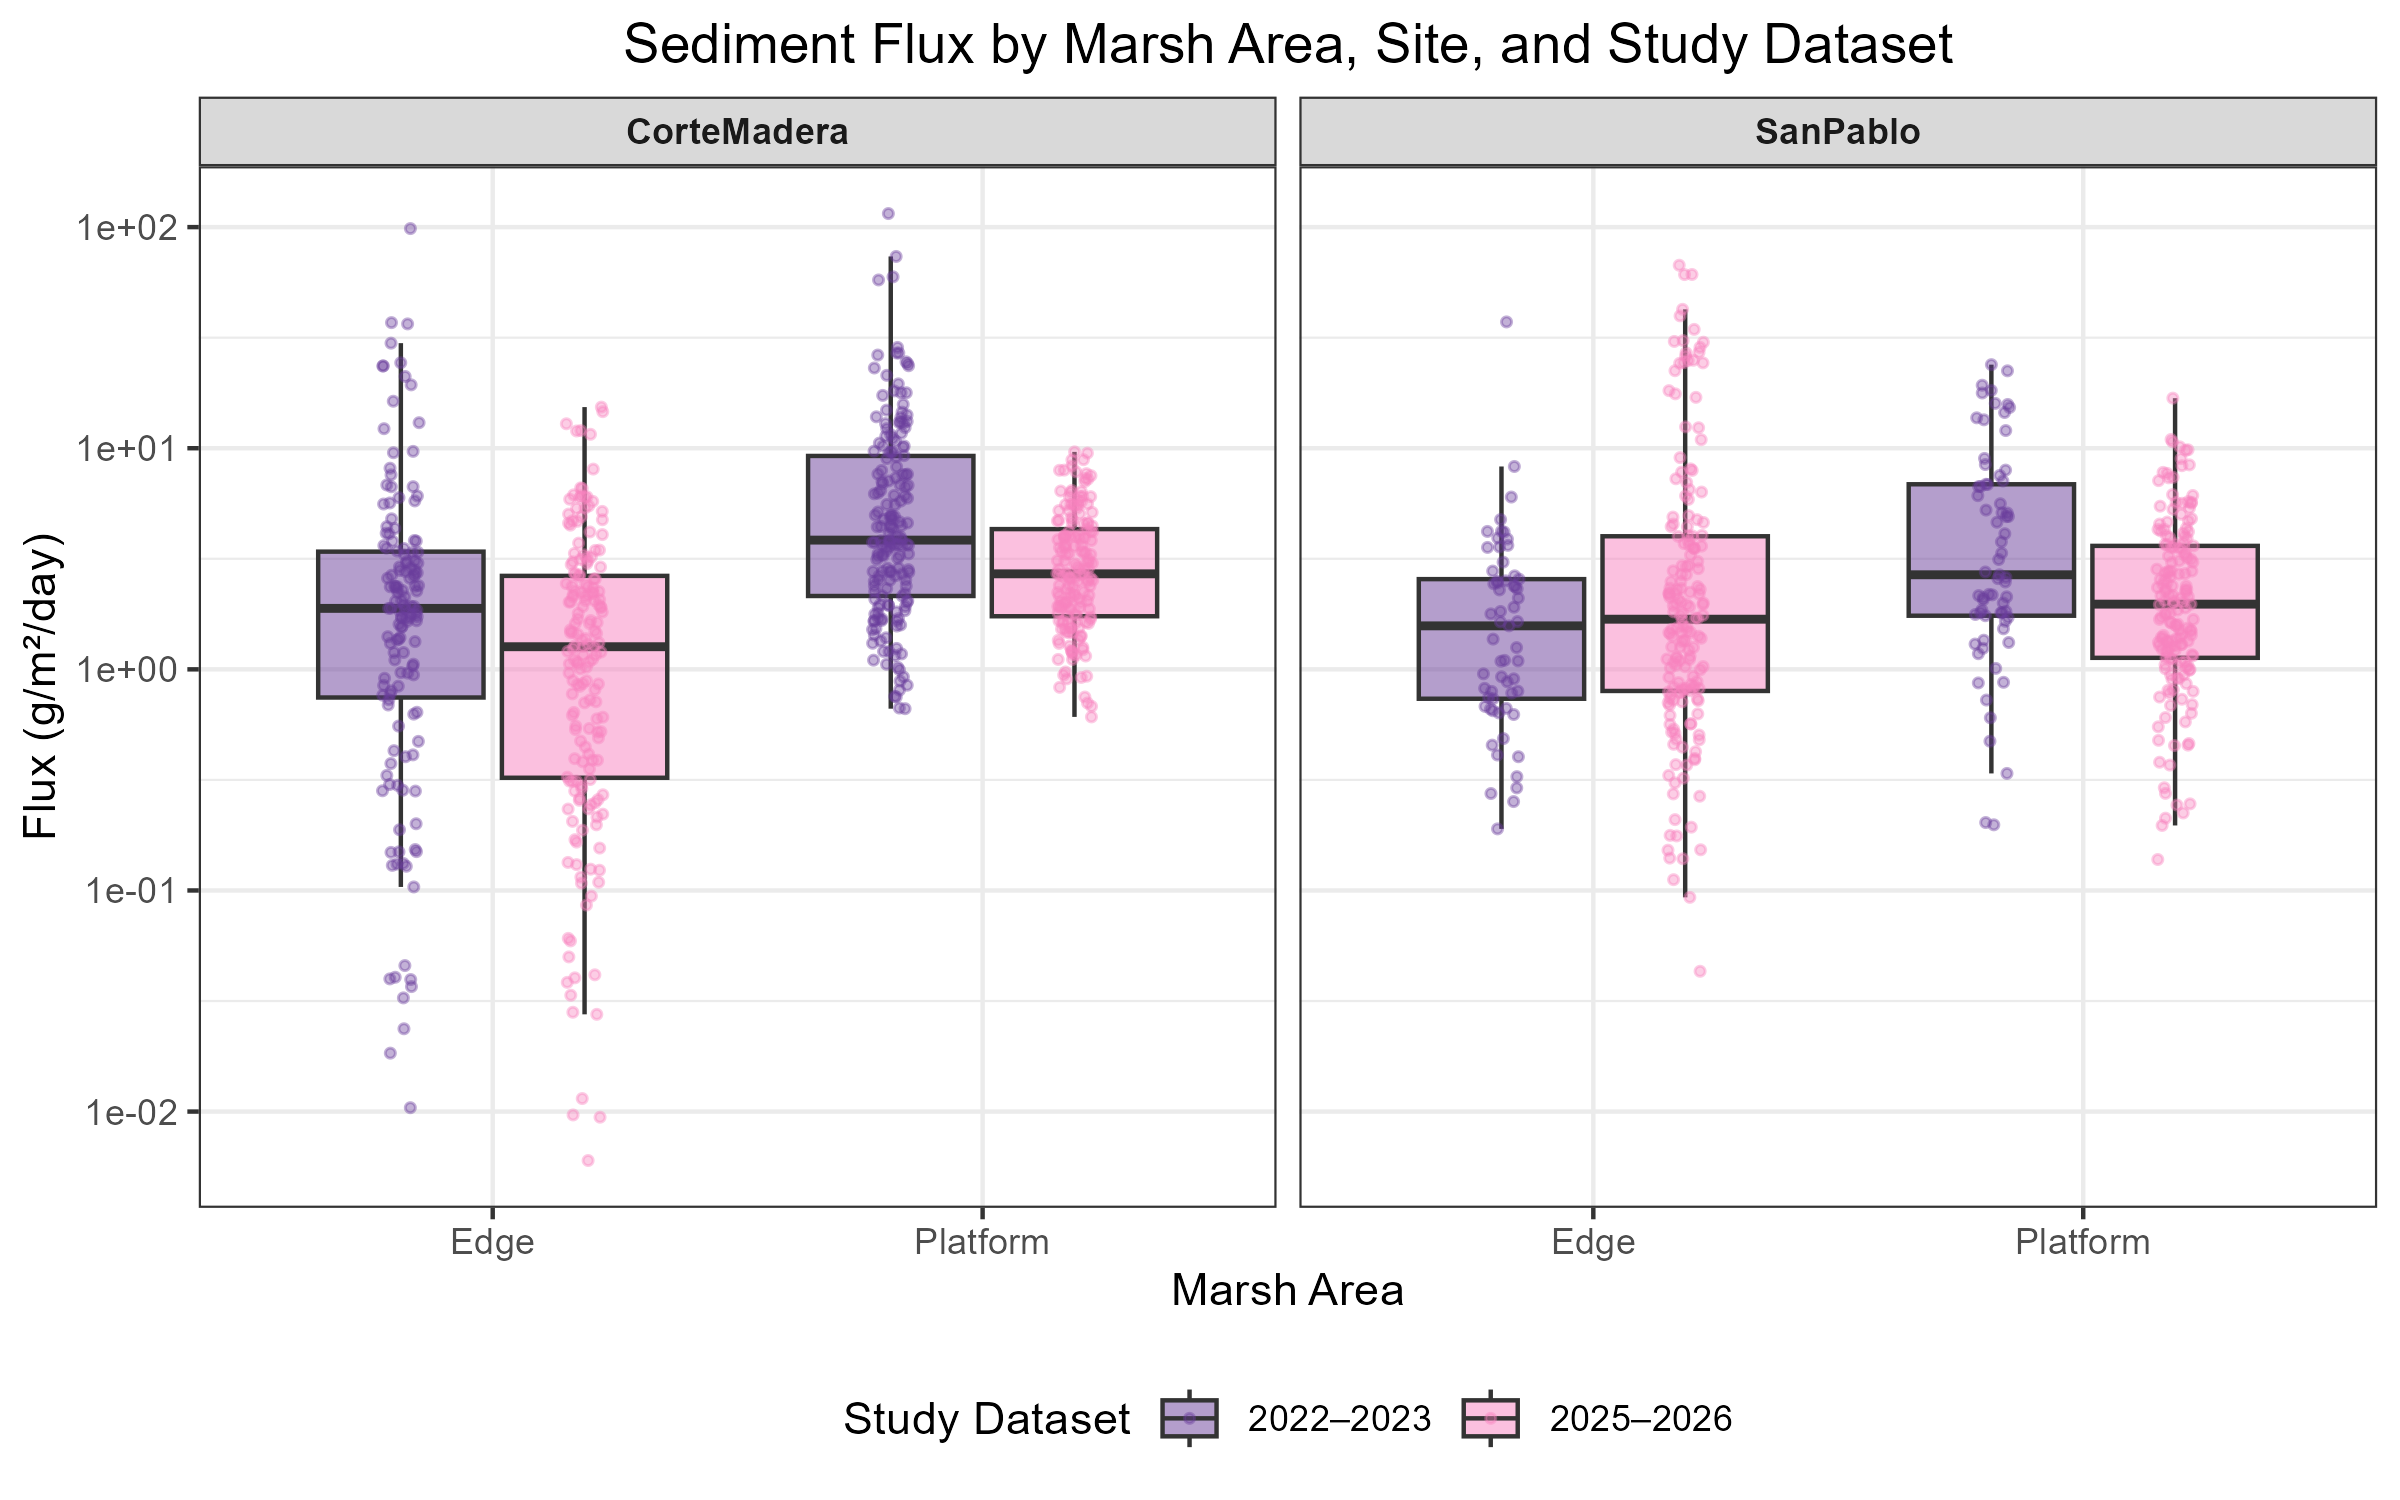 Sediment Flux by Marsh Area, Site, and Study Dataset
CorteMadera
SanPablo
Flux (g/m²/day)
1e+02
1e+01
1e+00
1e-01
1e-02
Edge
Platform
Edge
Platform
Marsh Area
Study Dataset
2022–2023
2025–2026